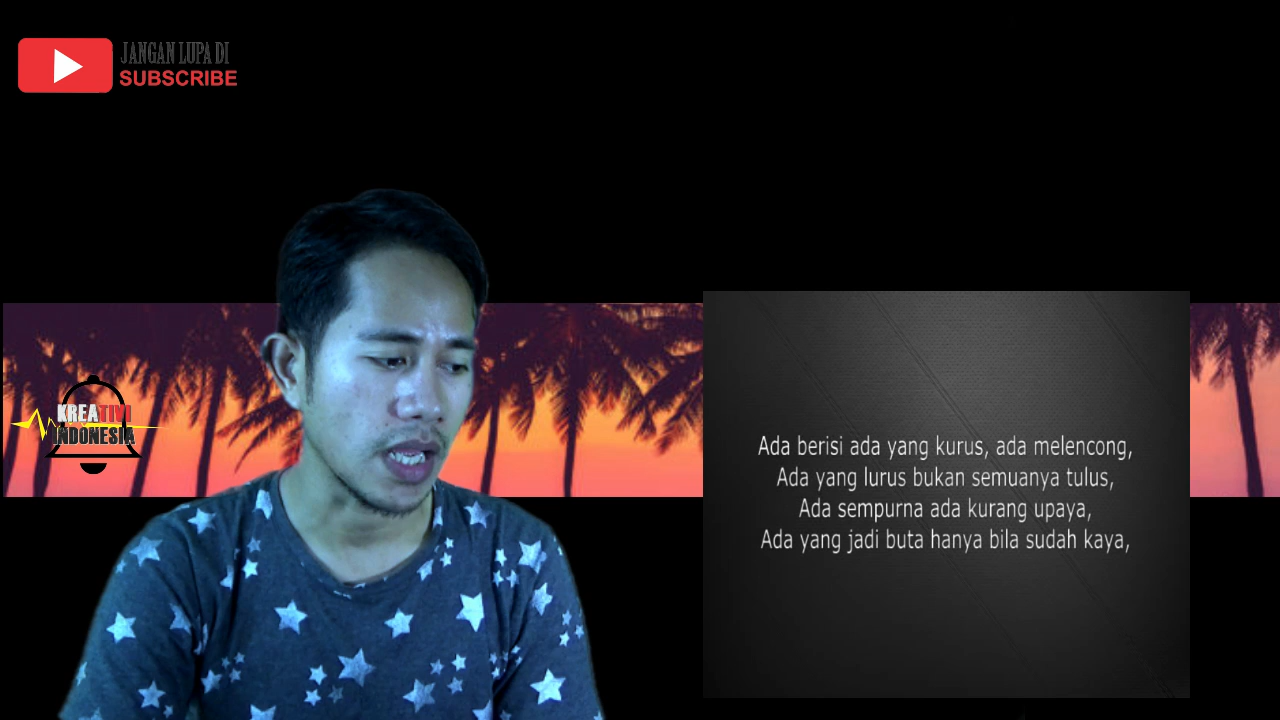 JANGAN LUPA DI
SUBSCRIBE
KREATIVI
INDONESIA
Ada berisi ada yang kurus, ada melencong,
Ada yang lurus bukan semuanya tulus,
Ada sempurna ada kurang upaya,
Ada yang jadi buta hanya bila sudah kaya,